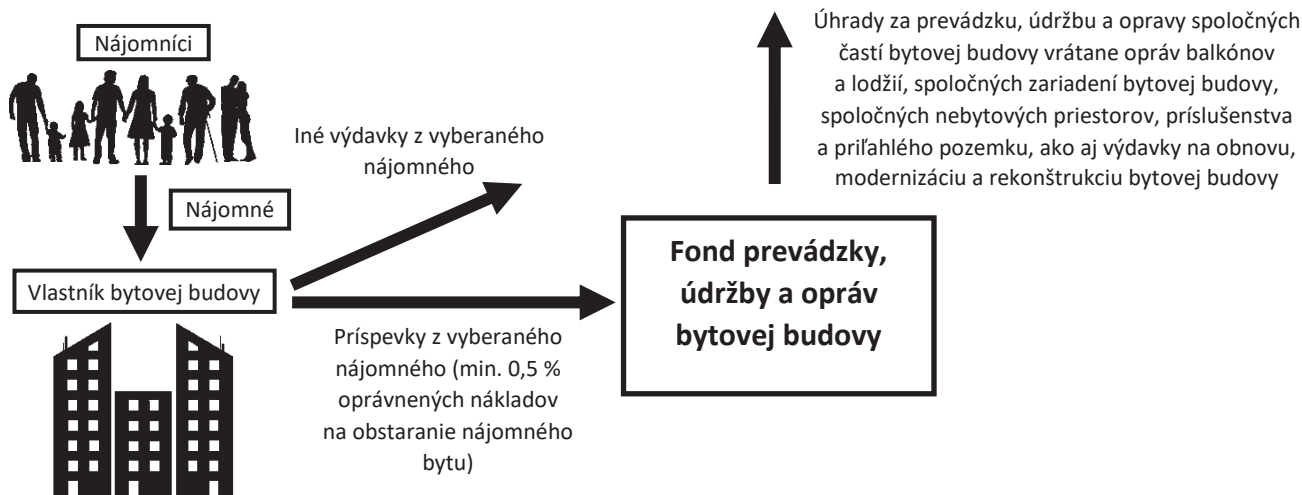 Nájomníci
Nájomné
Vlastník bytovej budovy
Iné výdavky z vyberaného
nájomného
Príspevky z vyberaného
nájomného (min. 0,5 %
oprávnených nákladov
na obstaranie nájomného
bytu)
Fond prevádzky,
údržby a opráv
bytovej budovy
Úhrady za prevádzku, údržbu a opravy spoločných
častí bytovej budovy vrátane opráv balkónov
a lodžií, spoločných zariadení bytovej budovy,
spoločných nebytových priestorov, príslušenstva
a priľahlého pozemku, ako aj výdavky na obnovu,
modernizáciu a rekonštrukciu bytovej budovy